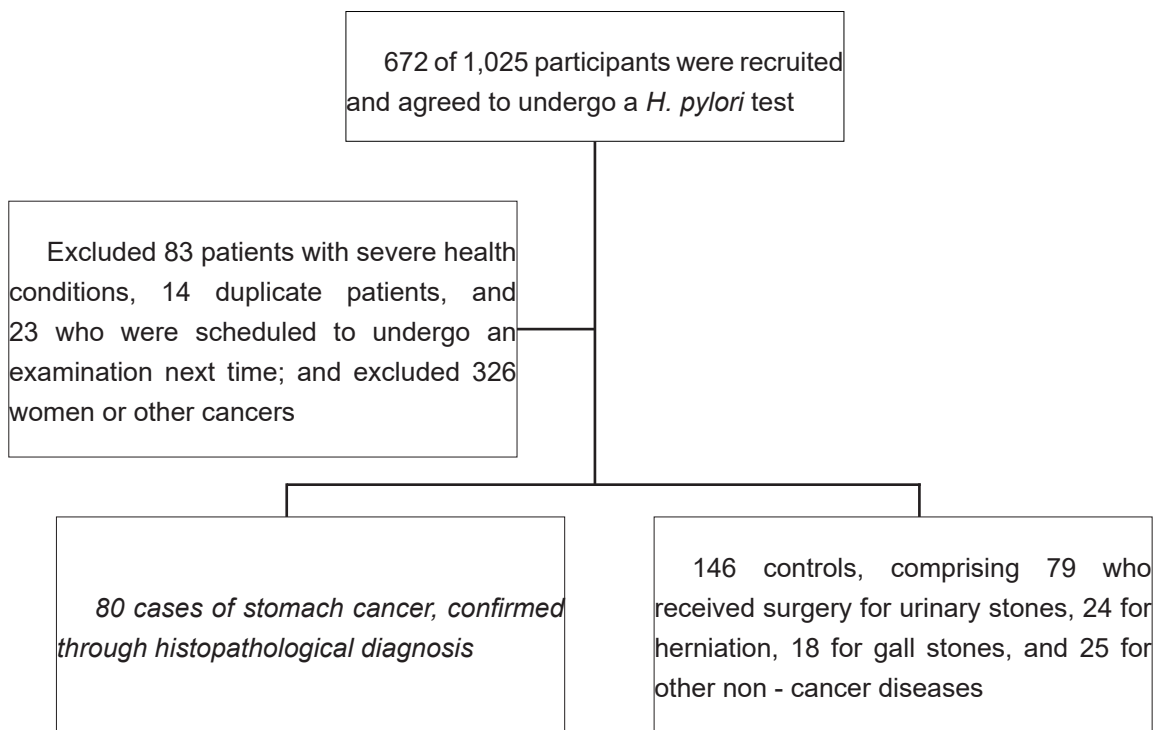 672 of 1,025 participants were recruited
and agreed to undergo a H. pylori test
Excluded 83 patients with severe health
conditions, 14 duplicate patients, and
23 who were scheduled to undergo an
examination next time; and excluded 326
women or other cancers
80 cases of stomach cancer, confirmed
through histopathological diagnosis
146 controls, comprising 79 who
received surgery for urinary stones, 24 for
herniation, 18 for gall stones, and 25 for
other non - cancer diseases